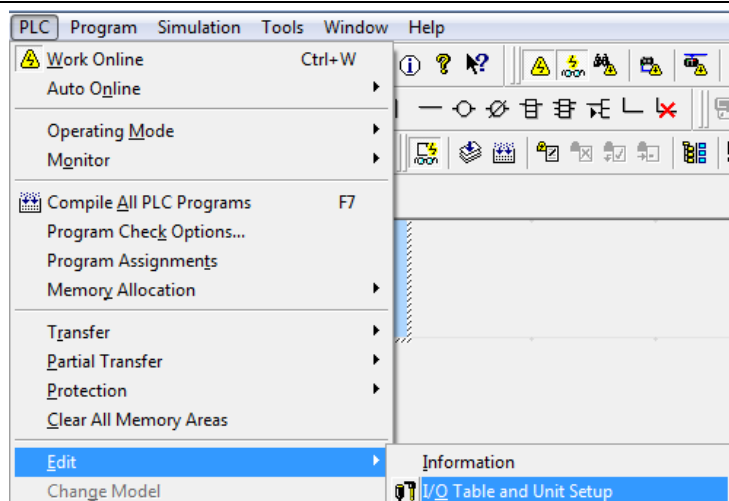 PLC Program Simulation Tools Window Help
Work Online Ctrl+W
Auto Online
Operating Mode
Monitor
Compile All PLC Programs F7
Program Check Options...
Program Assignments
Memory Allocation
Transfer
Partial Transfer
Protection
Clear All Memory Areas
Edit
Information
Change Model
I/O Table and Unit Setup